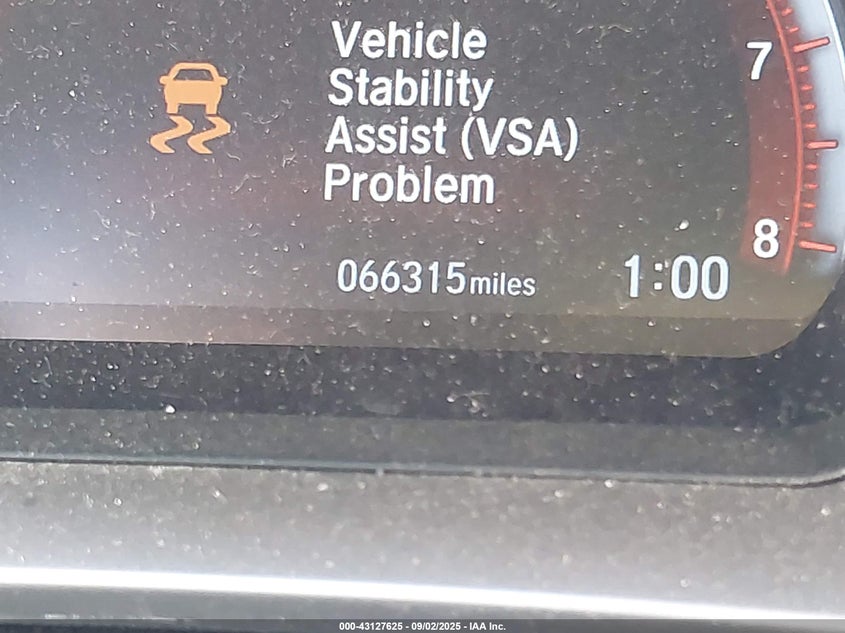 Vehicle
Stability
Assist (VSA)
Problem
7
8
066315miles 1:00
000-43127625 - 09/02/2025 - IAA Inc.